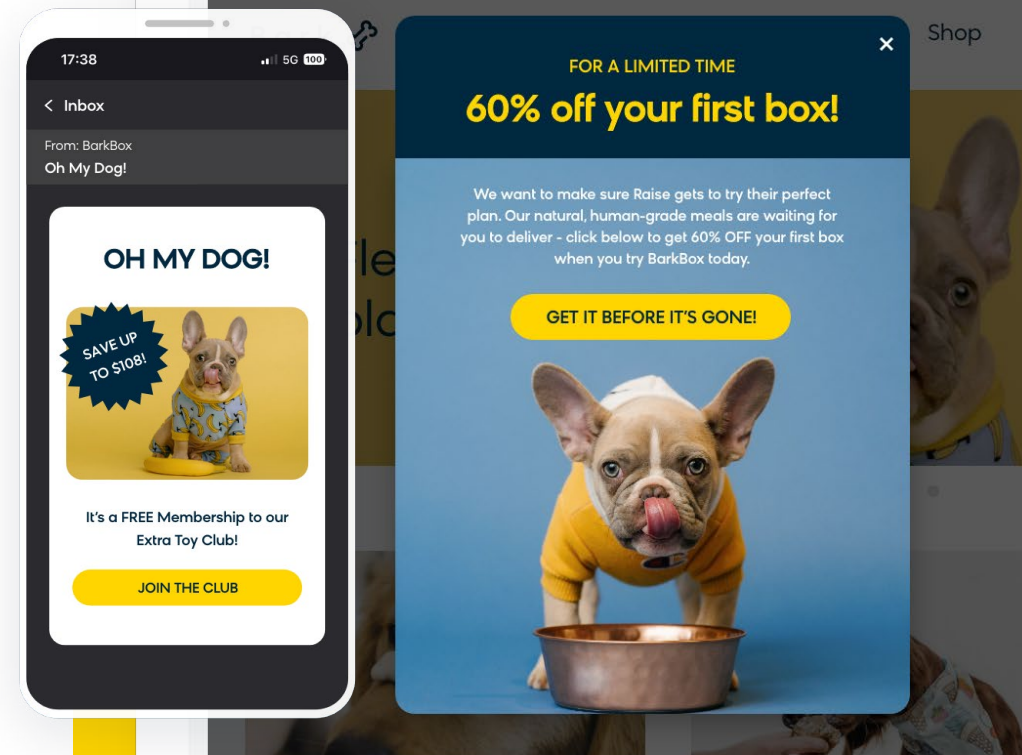 17:38
5G 100
Inbox
From: BarkBox
Oh My Dog!
OH MY DOG!
SAVE UP
TO $108!
It's a FREE Membership to our
Extra Toy Club!
JOIN THE CLUB
Shop
FOR A LIMITED TIME
60% off your first box!
We want to make sure Raise gets to try their perfect
plan. Our natural, human-grade meals are waiting for
you to deliver - click below to get 60% OFF your first box
when you try BarkBox today.
GET IT BEFORE IT'S GONE!